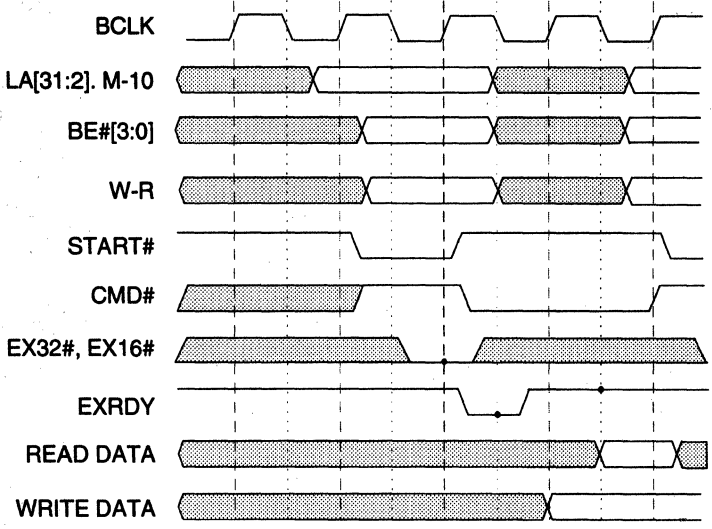 BCLK
LA[31:2]. M-10
BE#[3:0]
W-R
START#
CMD#
EX32#, EX16#
EXRDY
READ DATA
WRITE DATA